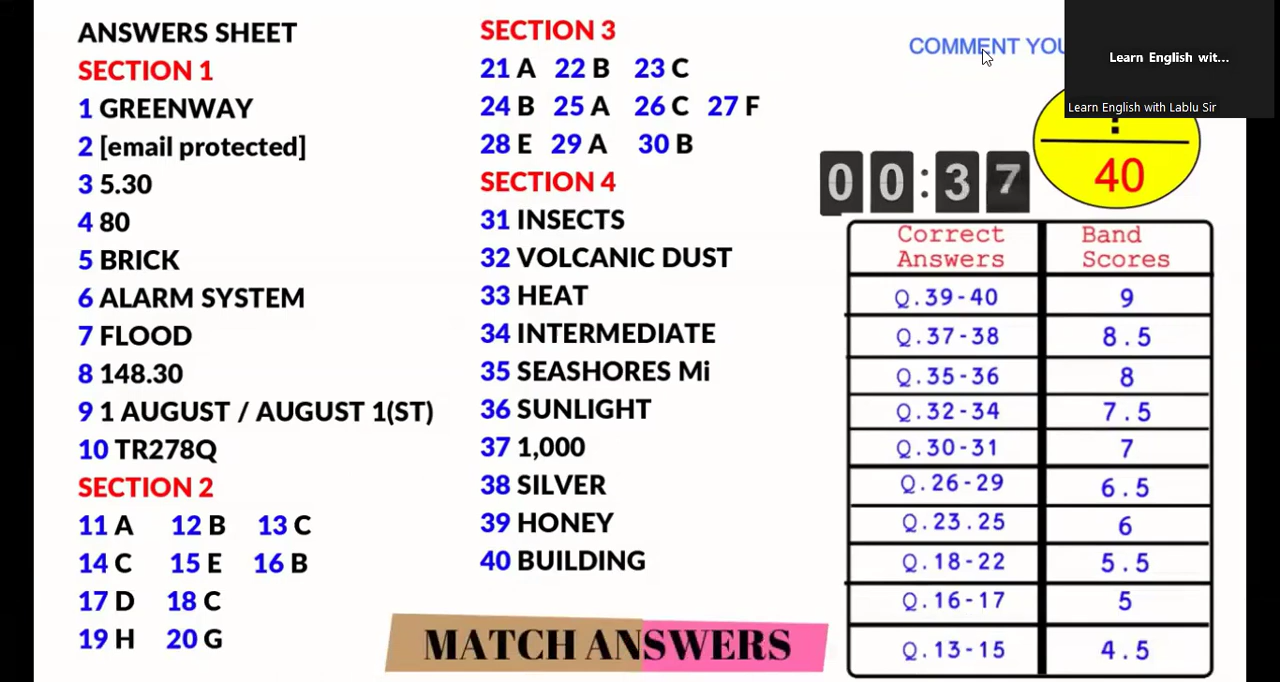 ANSWERS SHEET
SECTION 1
1 GREENWAY
2 [email protected]
3 5.30
4 80
5 BRICK
6 ALARM SYSTEM
7 FLOOD
8 148.30
9 1 AUGUST / AUGUST 1(ST)
10 TR278Q
SECTION 2
11 A 12 B 13 C
14 C 15 E 16 B
17 D 18 C
19 H 20 G
SECTION 3
21 A 22 B 23 C
24 B 25 A 26 C 27 F
28 E 29 A 30 B
SECTION 4
31 INSECTS
32 VOLCANIC DUST
33 HEAT
34 INTERMEDIATE
35 SEASHORES Mi
36 SUNLIGHT
37 1,000
38 SILVER
39 HONEY
40 BUILDING
MATCH ANSWERS
COMMENT YOU
Learn English wit...
Learn English with Lablu Sir
40
00:37
Correct Answers Band Scores
Q.39-40 9
Q.37-38 8.5
Q.35-36 8
Q.32-34 7.5
Q.30-31 7
Q.26-29 6.5
Q.23.25 6
Q.18-22 5.5
Q.16-17 5
Q.13-15 4.5